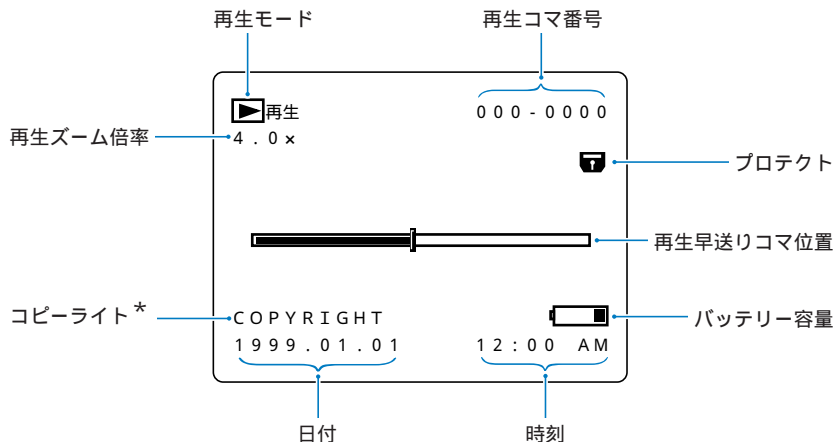 再生モード
再生コマ番号
再生
000-0000
再生ズーム倍率
4.0×
プロテクト
再生早送りコマ位置
コピーライト*
COPYRIGHT
バッテリー容量
1999.01.01
12:00 AM
日付
時刻